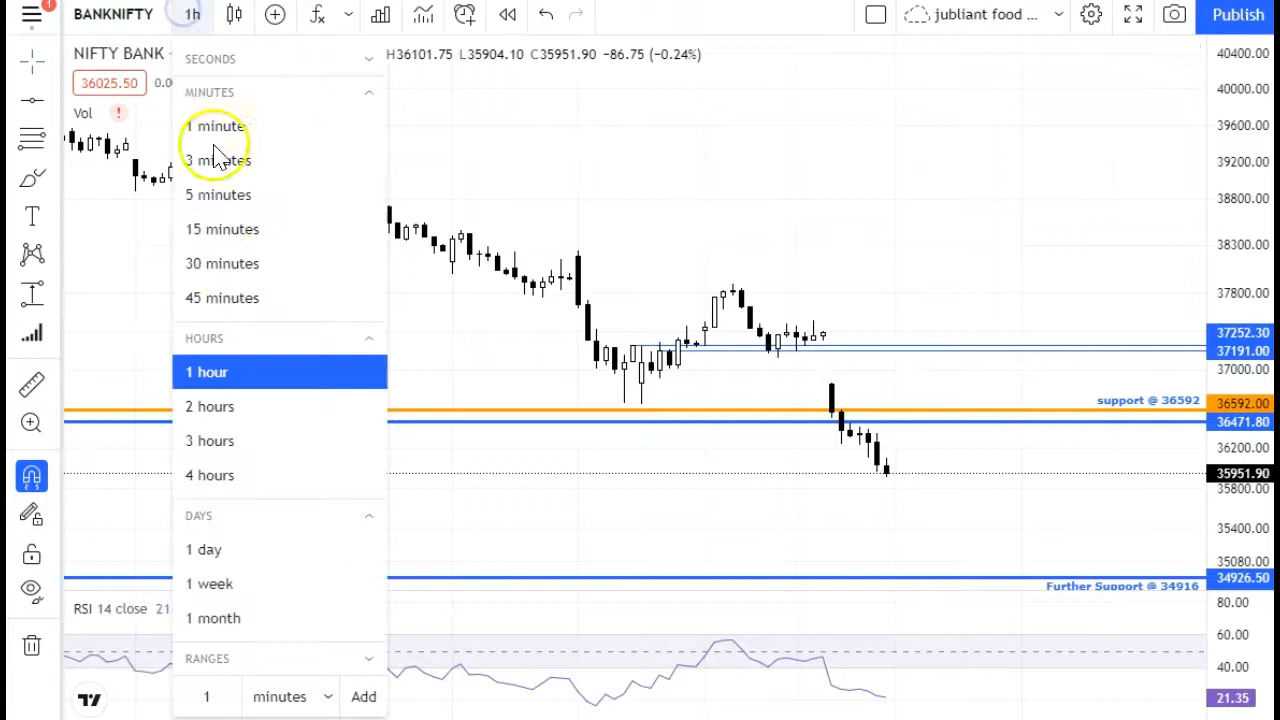 BANKNIFTY 1h jubliant food ... Publish
NIFTY BANK H36101.75 L35904.10 C35951.90 −86.75 (−0.24%)
36025.50 0.0
Vol !
SECONDS
MINUTES
1 minute
3 minutes
5 minutes
15 minutes
30 minutes
45 minutes
HOURS
1 hour
2 hours
3 hours
4 hours
DAYS
1 day
1 week
1 month
RANGES
1 minutes Add
40400.00
40000.00
39600.00
39200.00
38800.00
38300.00
37800.00
37252.30
37191.00
37000.00
support @ 36592 36592.00
36471.80
36200.00
35951.90
35800.00
35400.00
35080.00
34926.50
Further Support @ 34916
RSI 14 close 21.
80.00
60.00
40.00
21.35